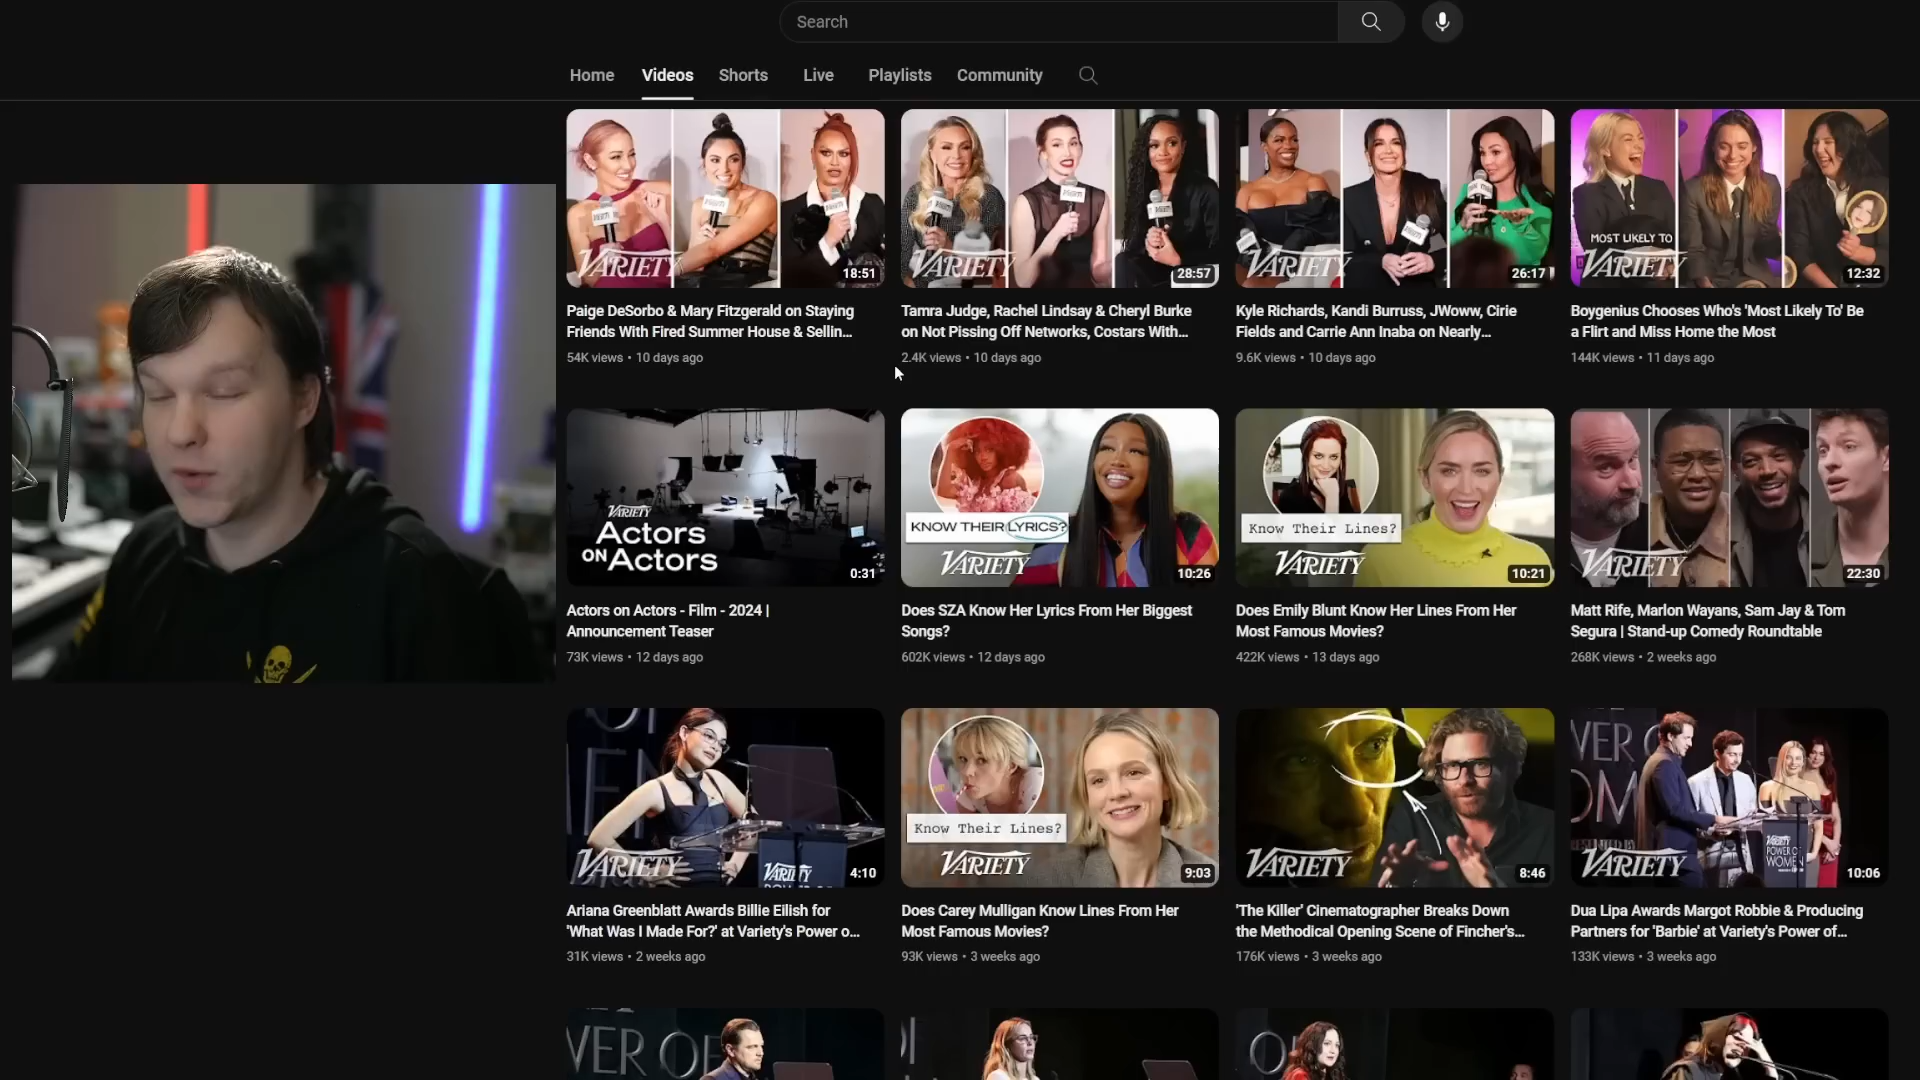 Search
Home Videos Shorts Live Playlists Community
VARIETY
18:51
VARIETY
28:57
VARIETY
26:17
MOST LIKELY TO
VARIETY
12:32
Paige DeSorbo & Mary Fitzgerald on Staying
Friends With Fired Summer House & Sellin...
54K views • 10 days ago
Tamra Judge, Rachel Lindsay & Cheryl Burke
on Not Pissing Off Networks, Costars With...
2.4K views • 10 days ago
Kyle Richards, Kandi Burruss, JWoww, Cirie
Fields and Carrie Ann Inaba on Nearly...
9.6K views • 10 days ago
Boygenius Chooses Who's 'Most Likely To' Be
a Flirt and Miss Home the Most
144K views • 11 days ago
VARIETY
Actors
ON Actors
0:31
KNOW THEIR LYRICS?
VARIETY
10:26
Know Their Lines?
VARIETY
10:21
VARIETY
22:30
Actors on Actors - Film - 2024 |
Announcement Teaser
73K views • 12 days ago
Does SZA Know Her Lyrics From Her Biggest
Songs?
602K views • 12 days ago
Does Emily Blunt Know Her Lines From Her
Most Famous Movies?
422K views • 13 days ago
Matt Rife, Marlon Wayans, Sam Jay & Tom
Segura | Stand-up Comedy Roundtable
268K views • 2 weeks ago
VARIETY
VARIETY
4:10
Know Their Lines?
VARIETY
9:03
VARIETY
8:46
VARIETY
VARIETY
POWER OF
WOMEN
10:06
Ariana Greenblatt Awards Billie Eilish for
'What Was I Made For?' at Variety's Power o...
31K views • 2 weeks ago
Does Carey Mulligan Know Lines From Her
Most Famous Movies?
93K views • 3 weeks ago
'The Killer' Cinematographer Breaks Down
the Methodical Opening Scene of Fincher's...
176K views • 3 weeks ago
Dua Lipa Awards Margot Robbie & Producing
Partners for 'Barbie' at Variety's Power of...
133K views • 3 weeks ago